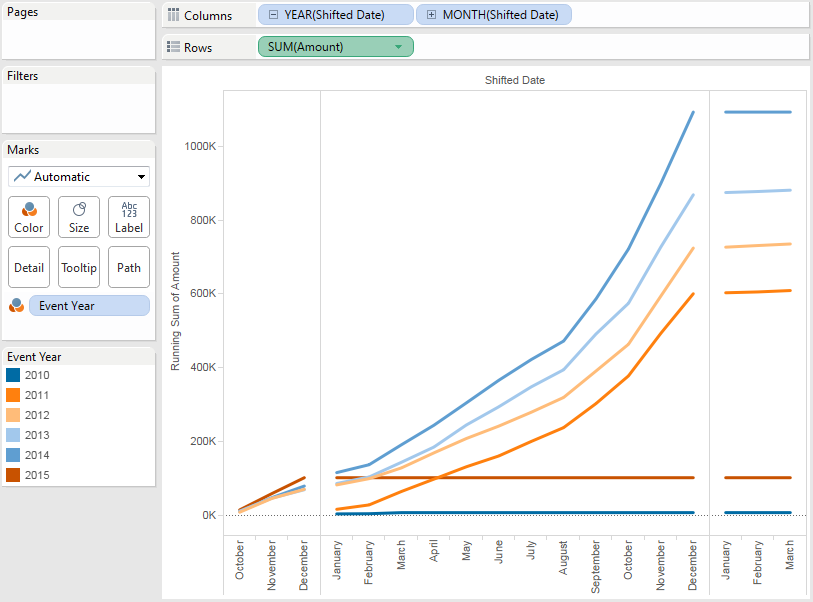 Pages
Columns
YEAR(Shifted Date)
MONTH(Shifted Date)
Rows
SUM(Amount)
Filters
Marks
Automatic
Color
Size
Abc
123
Label
Detail
Tooltip
Path
Event Year
Event Year
2010
2011
2012
2013
2014
2015
Shifted Date
Running Sum of Amount
1000K
800K
600K
400K
200K
0K
October
November
December
January
February
March
April
May
June
July
August
September
October
November
December
January
February
March